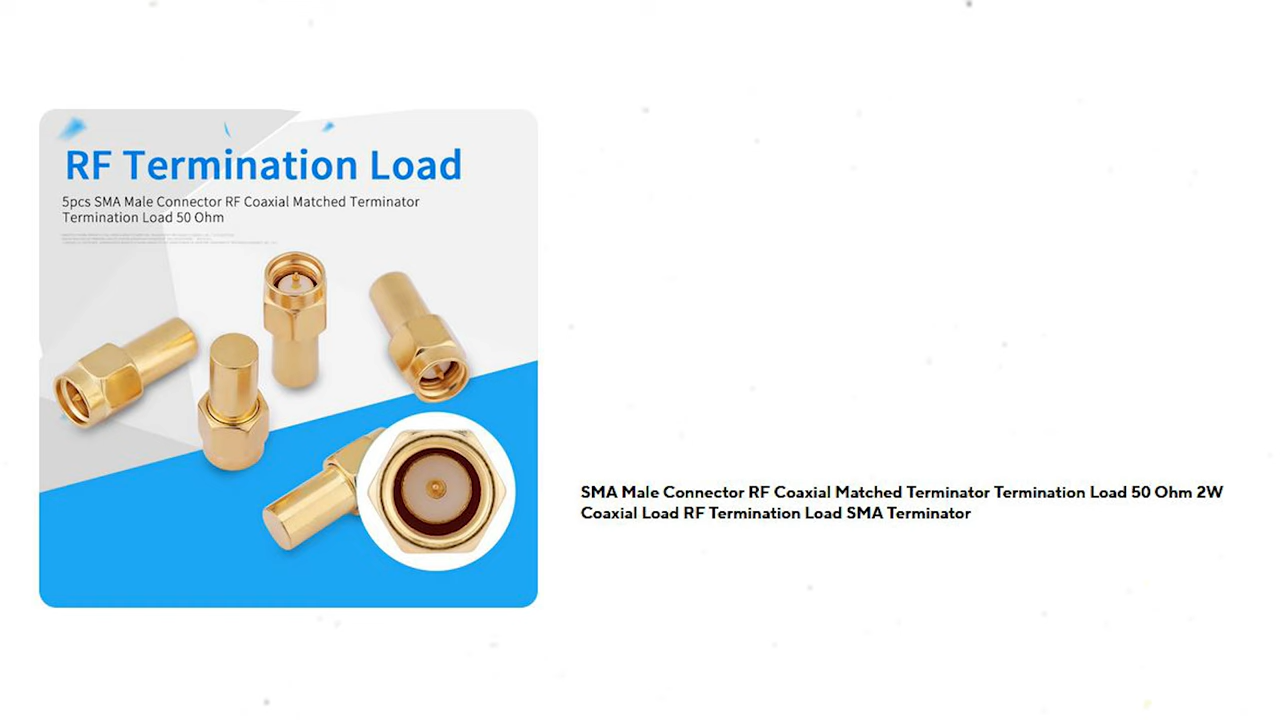 RF Termination Load
5pcs SMA Male Connector RF Coaxial Matched Terminator
Termination Load 50 Ohm
SMA Male Connector RF Coaxial Matched Terminator Termination Load 50 Ohm 2W
Coaxial Load RF Termination Load SMA Terminator